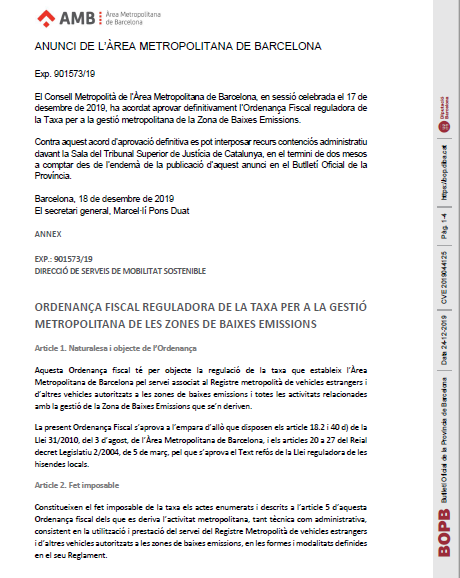 AMB Àrea Metropolitana
de Barcelona
ANUNCI DE L'ÀREA METROPOLITANA DE BARCELONA
Exp. 901573/19
El Consell Metropolità de l'Àrea Metropolitana de Barcelona, en sessió celebrada el 17 de
desembre de 2019, ha acordat aprovar definitivament l'Ordenança Fiscal reguladora de
la Taxa per a la gestió metropolitana de la Zona de Baixes Emissions.
Contra aquest acord d'aprovació definitiva es pot interposar recurs contenciós administratiu
davant la Sala del Tribunal Superior de Justícia de Catalunya, en el termini de dos mesos
a comptar des de l'endemà de la publicació d'aquest anunci en el Butlletí Oficial de la
Província.
Barcelona, 18 de desembre de 2019
El secretari general, Marcel·lí Pons Duat
ANNEX
EXP.: 901573/19
DIRECCIÓ DE SERVEIS DE MOBILITAT SOSTENIBLE
ORDENANÇA FISCAL REGULADORA DE LA TAXA PER A LA GESTIÓ
METROPOLITANA DE LES ZONES DE BAIXES EMISSIONS
Article 1. Naturalesa i objecte de l'Ordenança
Aquesta Ordenança fiscal té per objecte la regulació de la taxa que estableix l'Àrea
Metropolitana de Barcelona pel servei associat al Registre metropolità de vehicles estrangers i
d'altres vehicles autoritzats a les zones de baixes emissions i totes les activitats relacionades
amb la gestió de la Zona de Baixes Emissions que se'n deriven.
La present Ordenança Fiscal s'aprova a l'empara d'allò que disposen els article 18.2 i 40 d) de la
Llei 31/2010, del 3 d'agost, de l'Àrea Metropolitana de Barcelona, i els articles 20 a 27 del Reial
decret Legislatiu 2/2004, de 5 de març, pel que s'aprova el Text refós de la Llei reguladora de les
hisendes locals.
Article 2. Fet imposable
Constitueixen el fet imposable de la taxa els actes enumerats i descrits a l'article 5 d'aquesta
Ordenança fiscal dels que es deriva l'activitat metropolitana, tant tècnica com administrativa,
consistent en la utilització i prestació del servei del Registre Metropolità de vehicles estrangers
i d'altres vehicles autoritzats a les zones de baixes emissions, en les formes i modalitats definides
en el seu Reglament.
BOPB Butlletí Oficial de la Província de Barcelona Data 24-12-2019 CVE 2019044125 Pàg. 1-4 https://bop.diba.cat Diputació
Barcelona